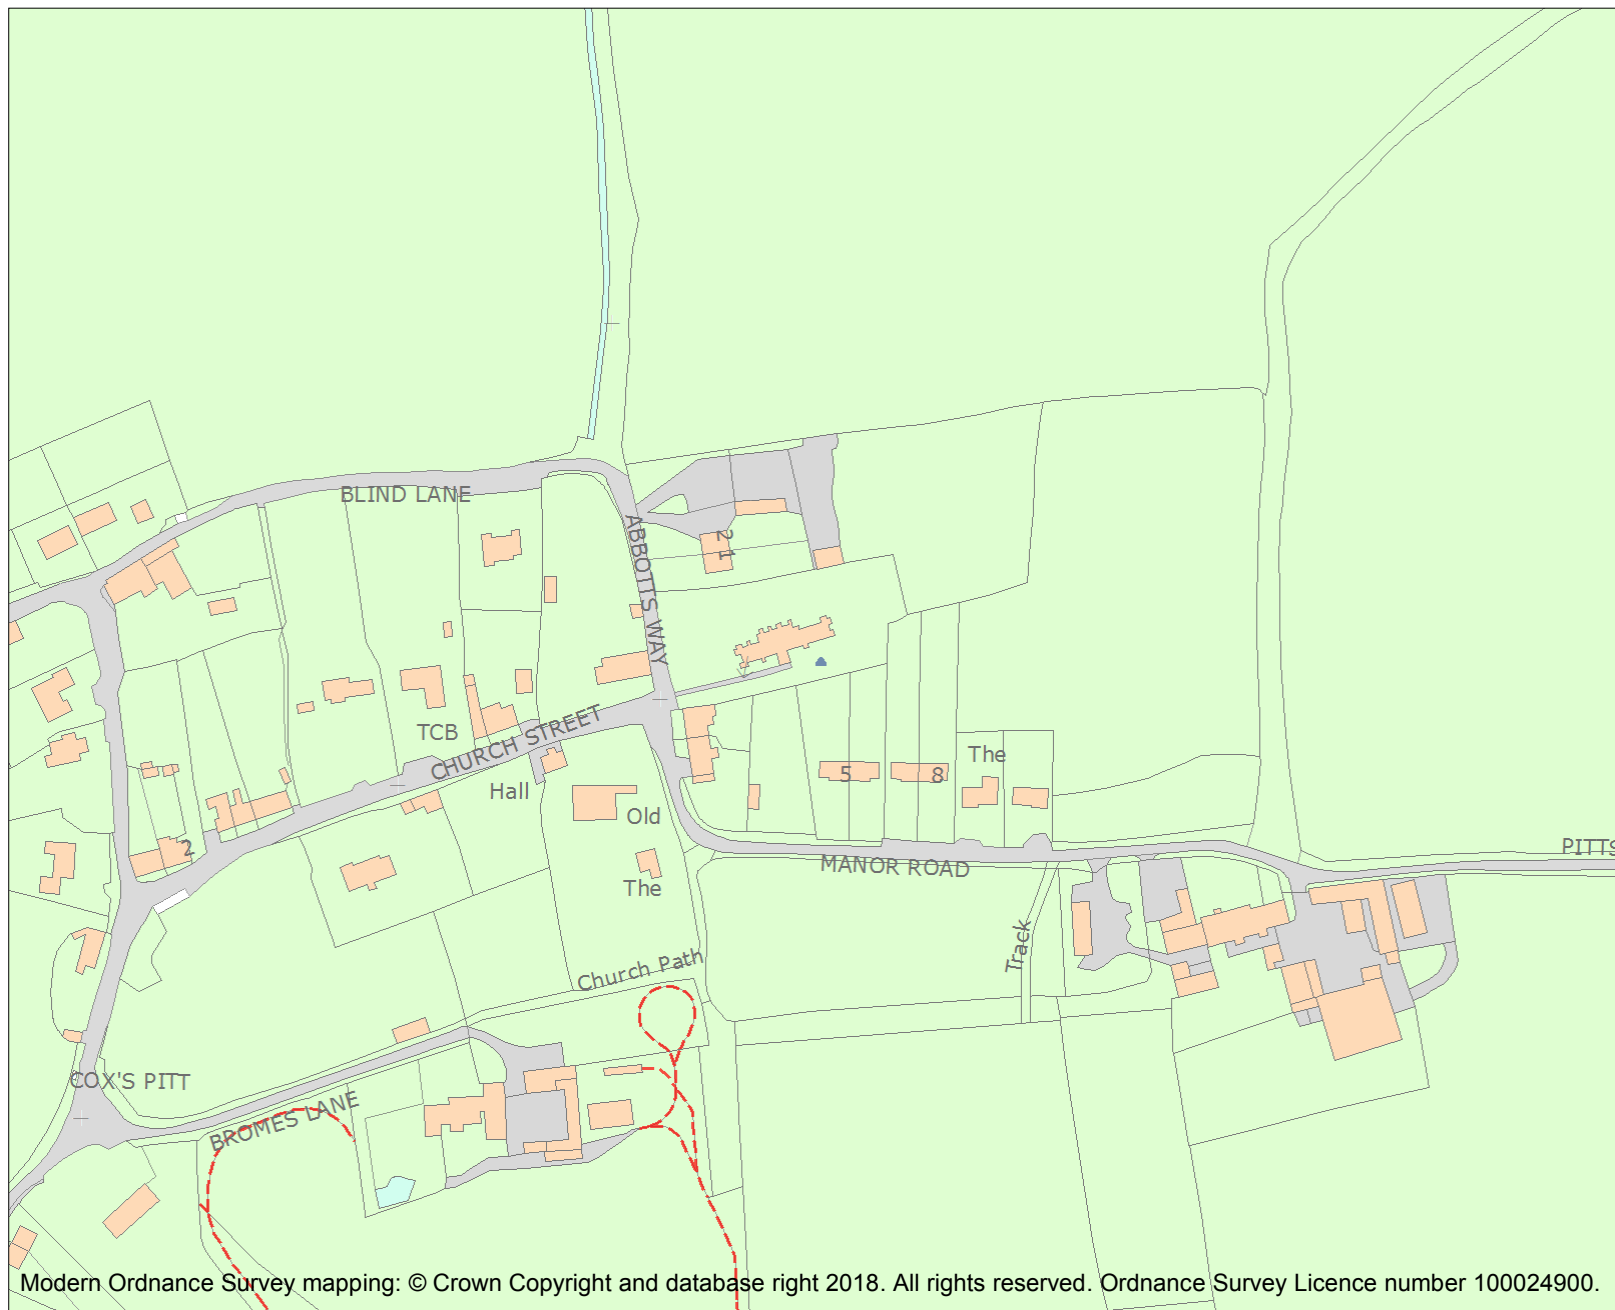 BLIND LANE
ABBOTTS WAY
21
TCB
CHURCH STREET
The
5
8
Hall
Old
2
PITTS
MANOR ROAD
The
Track
Church Path
COX'S PITT
BROMES LANE
Modern Ordnance Survey mapping: © Crown Copyright and database right 2018. All rights reserved. Ordnance Survey Licence number 100024900.